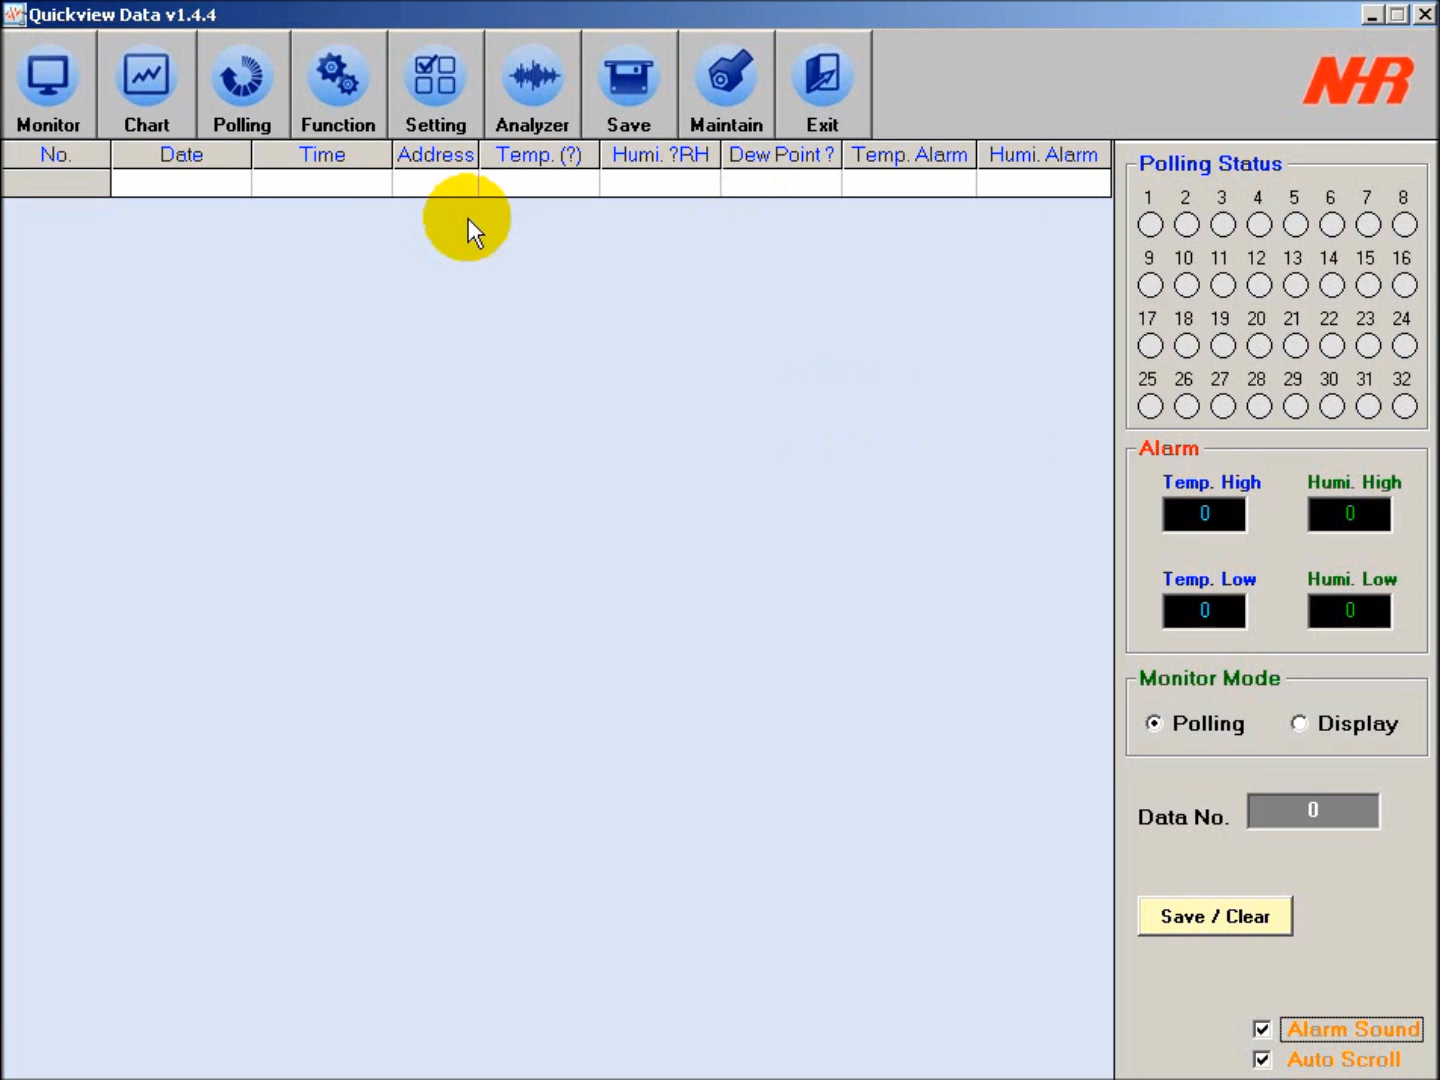 Quickview Data v1.4.4
Monitor Chart Polling Function Setting Analyzer Save Maintain Exit
NHR
No. Date Time Address Temp. (?) Humi. ?RH Dew Point ? Temp. Alarm Humi. Alarm
Polling Status
1 2 3 4 5 6 7 8
9 10 11 12 13 14 15 16
17 18 19 20 21 22 23 24
25 26 27 28 29 30 31 32
Alarm
Temp. High Humi. High
0 0
Temp. Low Humi. Low
0 0
Monitor Mode
Polling Display
Data No. 0
Save / Clear
Alarm Sound
Auto Scroll